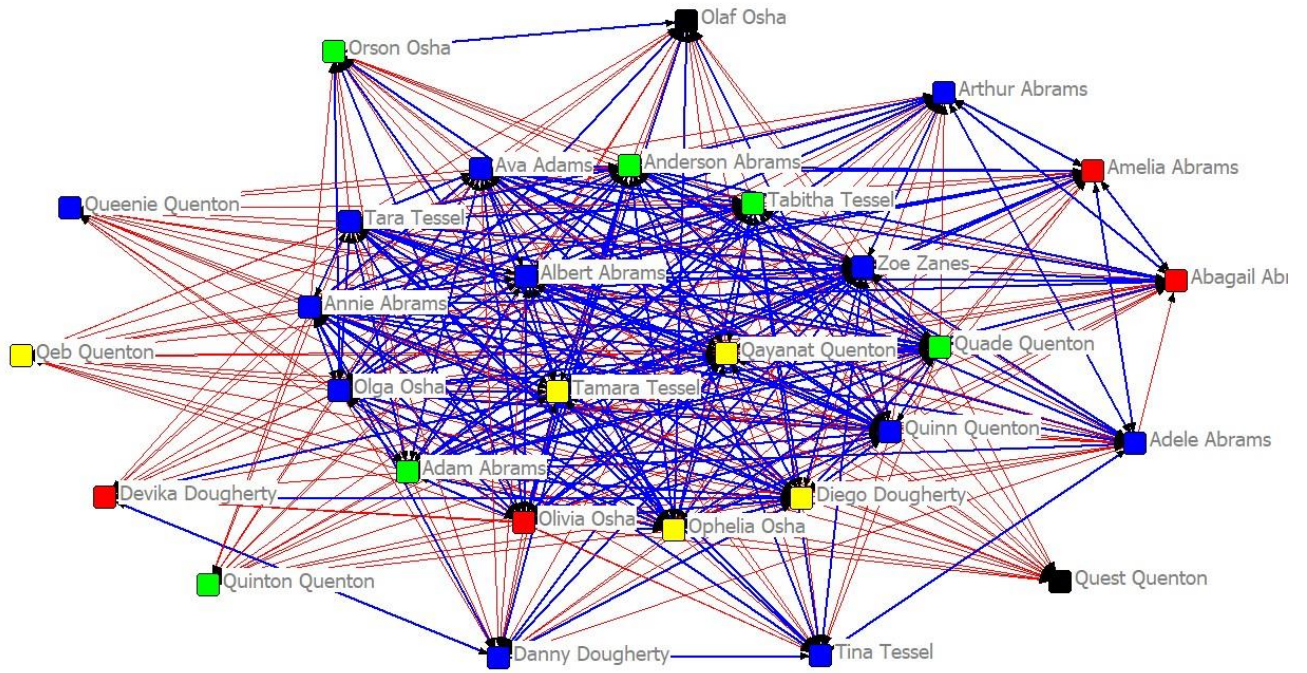 Olaf Osha
Orson Osha
Arthur Abrams
Ava Adams
Anderson Abrams
Amelia Abrams
Queenie Quenton
Tara Tessel
Tabitha Tessel
Albert Abrams
Zoe Zanes
Abagail Abr
Annie Abrams
Qeb Quenton
Qayanat Quenton
Quade Quenton
Olga Osha
Tamara Tessel
Quinn Quenton
Adele Abrams
Adam Abrams
Devika Dougherty
Diego Dougherty
Olivia Osha
Ophelia Osha
Quinton Quenton
Quest Quenton
Danny Dougherty
Tina Tessel